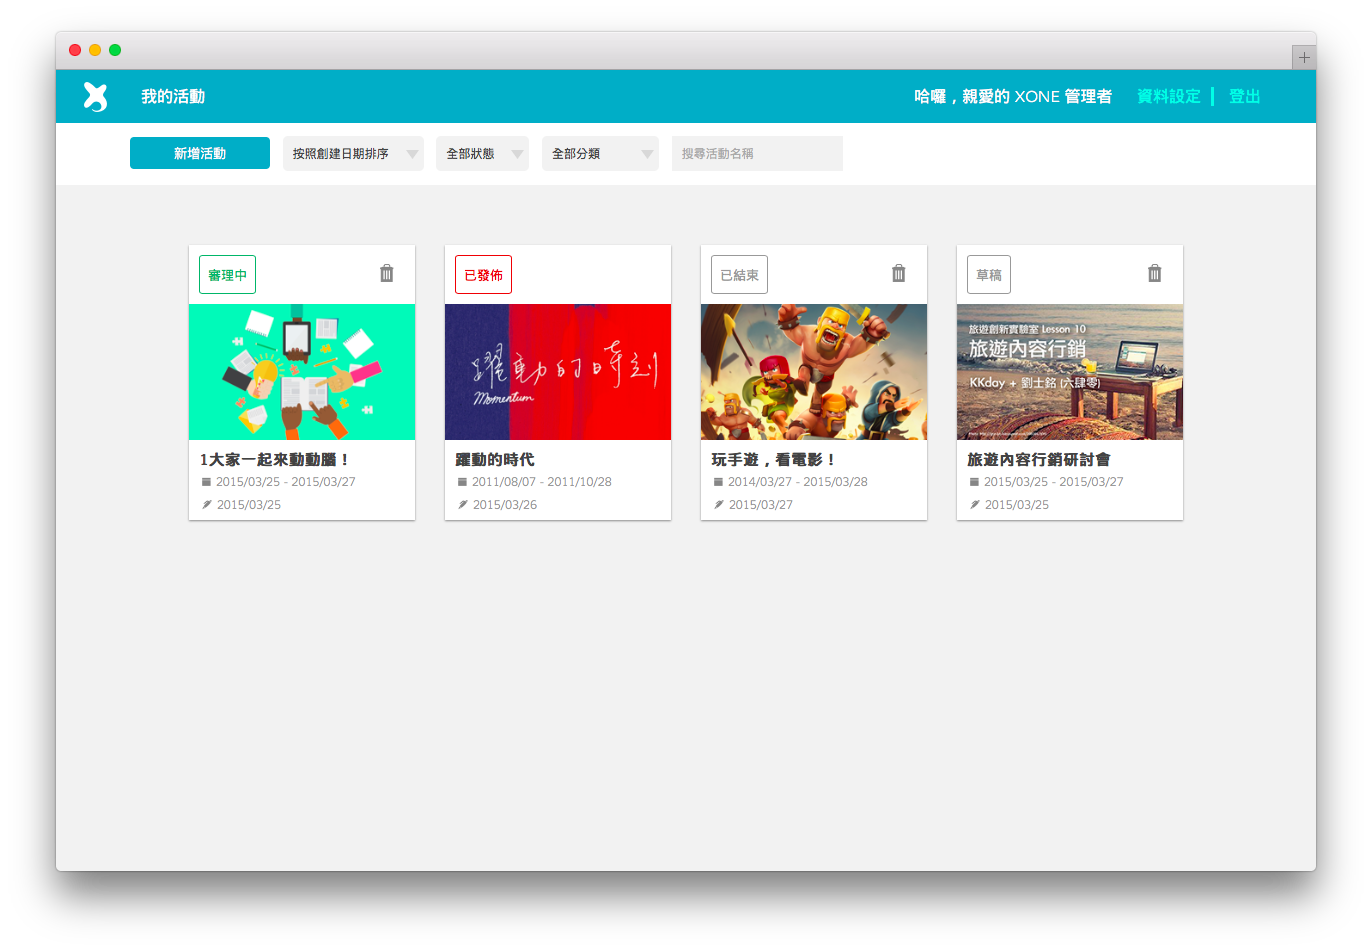 我的活動
哈囉，親愛的 XONE 管理者
資料設定
登出
新增活動
按照創建日期排序
全部狀態
全部分類
搜尋活動名稱
審理中
已發佈
已結束
草稿
躍動的時刻
Momentum
旅遊創新實驗室 Lesson 10
旅遊內容行銷
KKday + 劉士銘 (六肆零)
1大家一起來動動腦！
2015/03/25 - 2015/03/27
2015/03/25
躍動的時代
2011/08/07 - 2011/10/28
2015/03/26
玩手遊，看電影！
2014/03/27 - 2015/03/28
2015/03/27
旅遊內容行銷研討會
2015/03/25 - 2015/03/27
2015/03/25